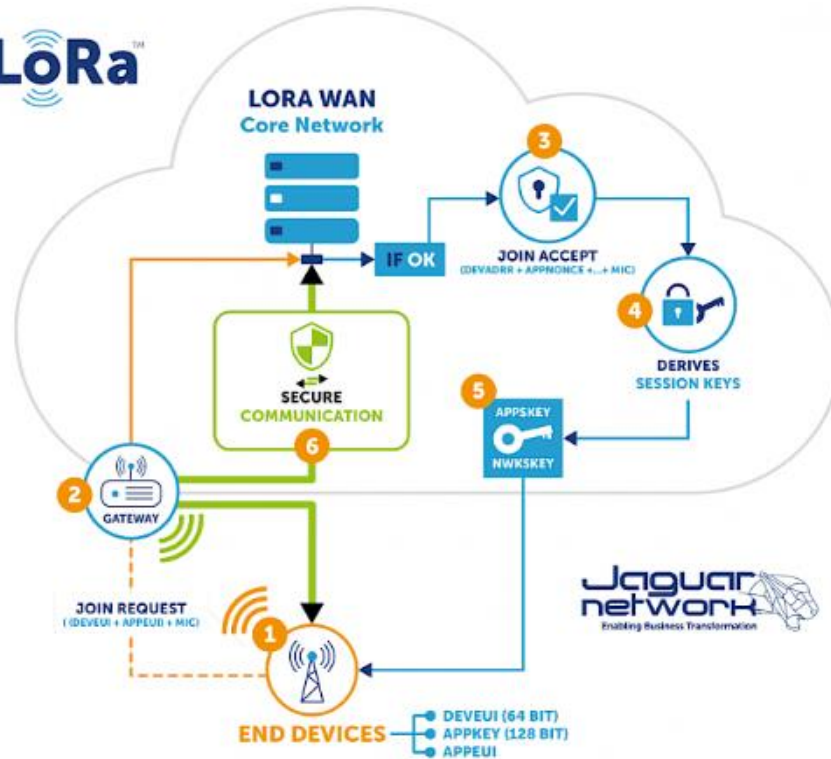 LoRa™
LORA WAN
Core Network
3
IF OK
JOIN ACCEPT
(DEVADRR + APPNONCE +...+ MIC)
4
DERIVES
SESSION KEYS
SECURE
COMMUNICATION
6
5
APPSKEY
NWKSKEY
2
GATEWAY
JOIN REQUEST
( (DEVEUI + APPEUI) + MIC)
1
Jaguar
network
Enabling Business Transformation
END DEVICES
DEVEUI (64 BIT)
APPKEY (128 BIT)
APPEUI